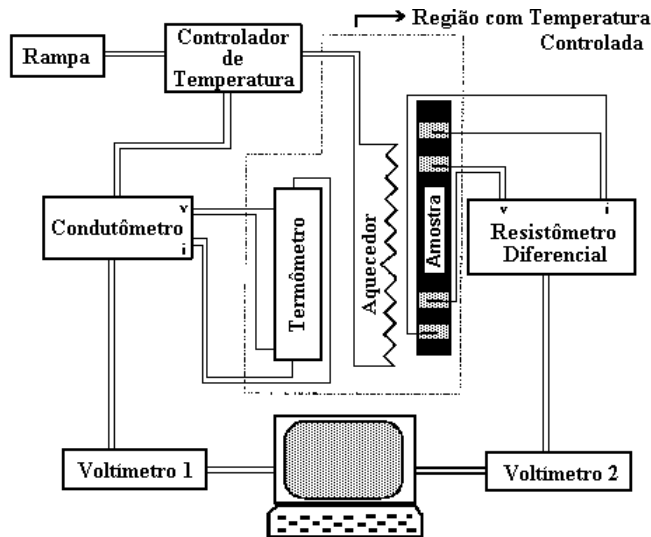 Região com Temperatura
Controlada
Rampa
Controlador
de
Temperatura
Condutômetro
v
i
Termômetro
Aquecedor
Amostra
v
i
Resistômetro
Diferencial
Voltímetro 1
Voltímetro 2